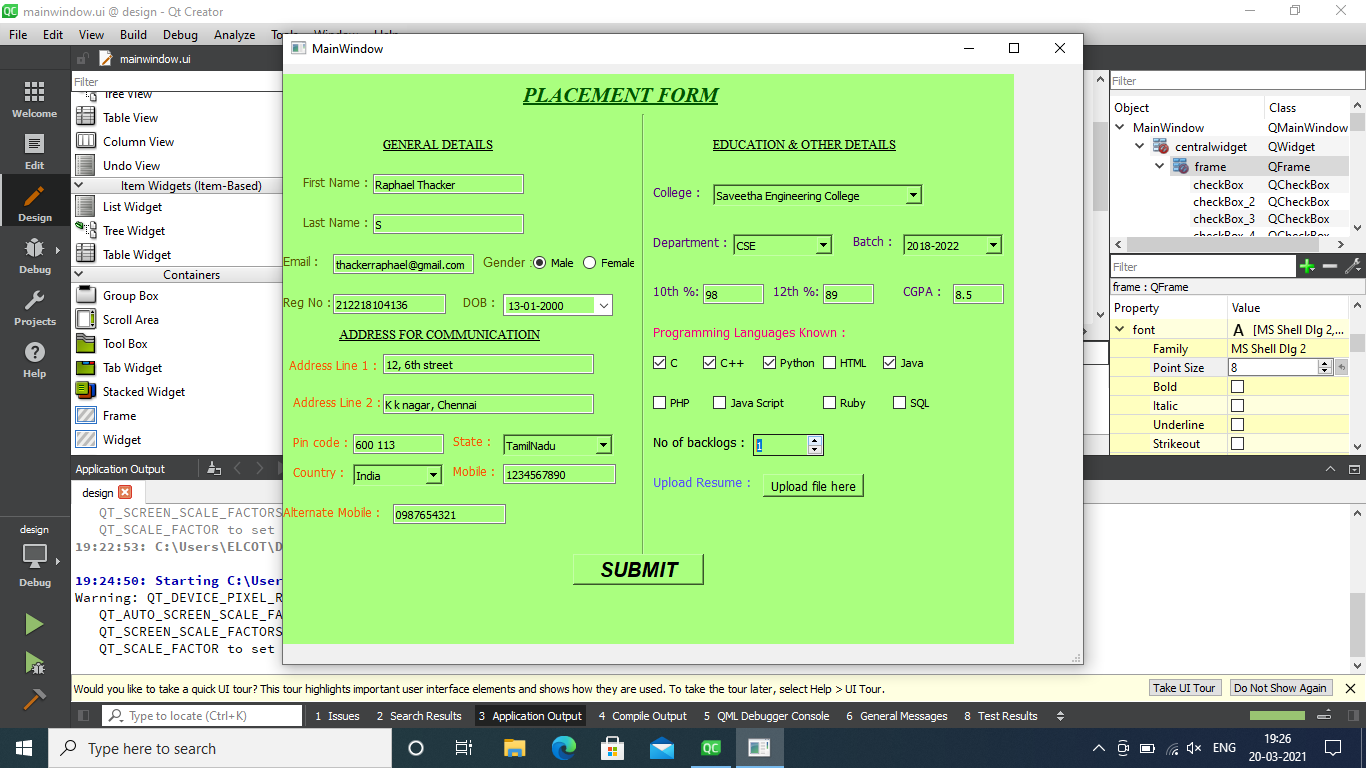 mainwindow.ui @ design - Qt Creator
File Edit View Build Debug Analyze
MainWindow
mainwindow.ui
Filter
Tree View
Table View
Column View
Undo View
Item Widgets (Item-Based)
List Widget
Tree Widget
Table Widget
Containers
Group Box
Scroll Area
Tool Box
Tab Widget
Stacked Widget
Frame
Widget
Welcome
Edit
Design
Debug
Projects
Help
design
Debug
PLACEMENT FORM
GENERAL DETAILS
First Name : Raphael Thacker
Last Name : S
Email : thackerraphael@gmail.com Gender : Male Female
Reg No : 212218104136 DOB : 13-01-2000
ADDRESS FOR COMMUNICATIOIN
Address Line 1 : 12, 6th street
Address Line 2 : K k nagar, Chennai
Pin code : 600 113 State : TamilNadu
Country : India Mobile : 1234567890
Alternate Mobile : 0987654321
EDUCATION & OTHER DETAILS
College : Saveetha Engineering College
Department : CSE Batch : 2018-2022
10th %: 98 12th %: 89 CGPA : 8.5
Programming Languages Known :
C C++ Python HTML Java
PHP Java Script Ruby SQL
No of backlogs : 1
Upload Resume : Upload file here
SUBMIT
Filter
Object Class
MainWindow QMainWindow
centralwidget QWidget
frame QFrame
checkBox QCheckBox
checkBox_2 QCheckBox
checkBox_3 QCheckBox
checkBox_4 QCheckBox
Filter
frame : QFrame
Property Value
font A [MS Shell Dlg 2,...
Family MS Shell Dlg 2
Point Size 8
Bold
Italic
Underline
Strikeout
Application Output
design
QT_SCREEN_SCALE_FACTORS
QT_SCALE_FACTOR to set
19:22:53: C:\Users\ELCOT\D
19:24:50: Starting C:\User
Warning: QT_DEVICE_PIXEL_R
QT_AUTO_SCREEN_SCALE_FA
QT_SCREEN_SCALE_FACTORS
QT_SCALE_FACTOR to set
Would you like to take a quick UI tour? This tour highlights important user interface elements and shows how they are used. To take the tour later, select Help > UI Tour. Take UI Tour Do Not Show Again
Type to locate (Ctrl+K) 1 Issues 2 Search Results 3 Application Output 4 Compile Output 5 QML Debugger Console 6 General Messages 8 Test Results
Type here to search
ENG
19:26
20-03-2021